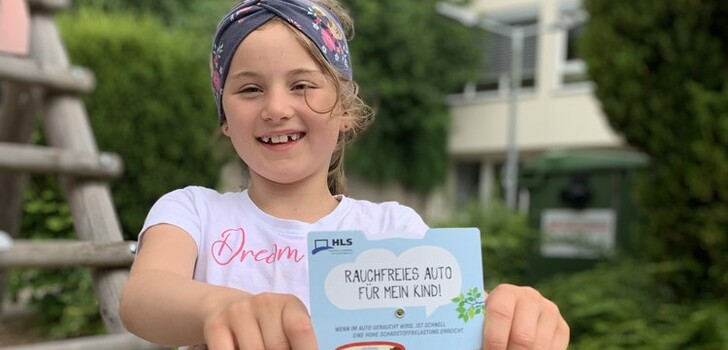 Dream
HLS
RAUCHFREIES AUTO
FÜR MEIN KIND!
WENN IM AUTO GERAUCHT WIRD, IST SCHNELL
EINE HOHE SCHADSTOFFBELASTUNG ERREICHT.